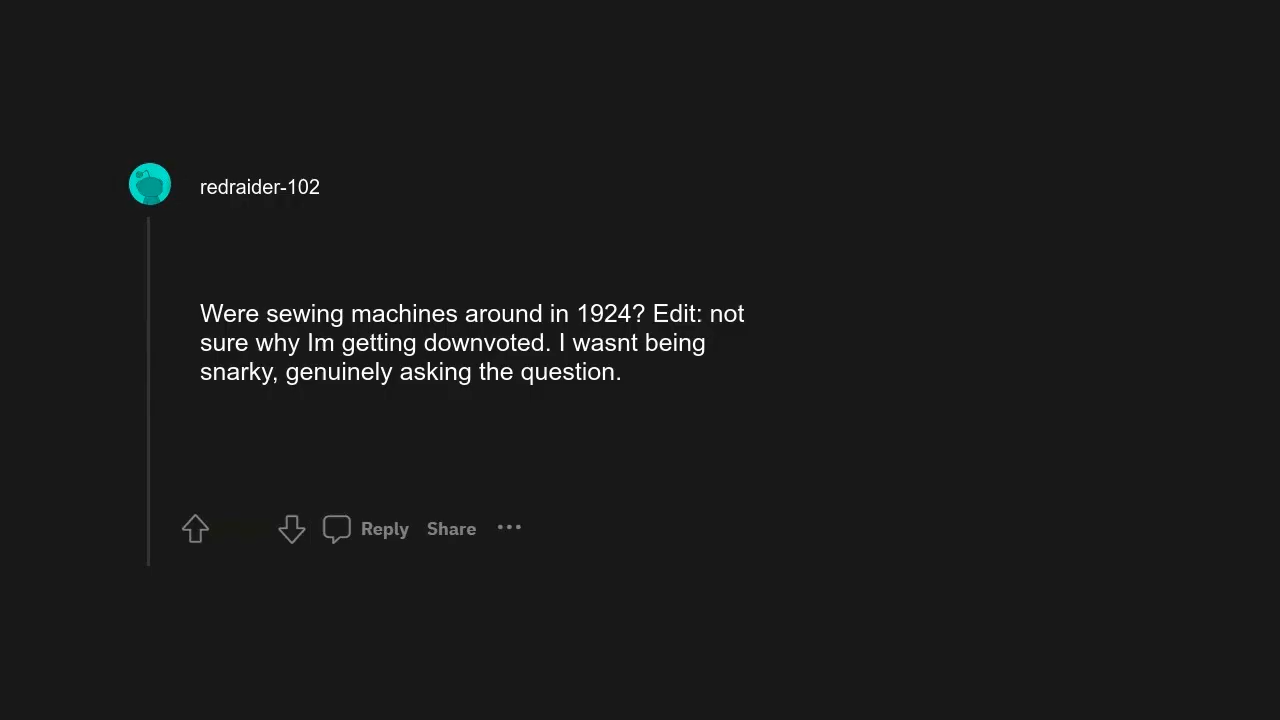 redraider-102
Were sewing machines around in 1924? Edit: not
sure why Im getting downvoted. I wasnt being
snarky, genuinely asking the question.
Reply Share